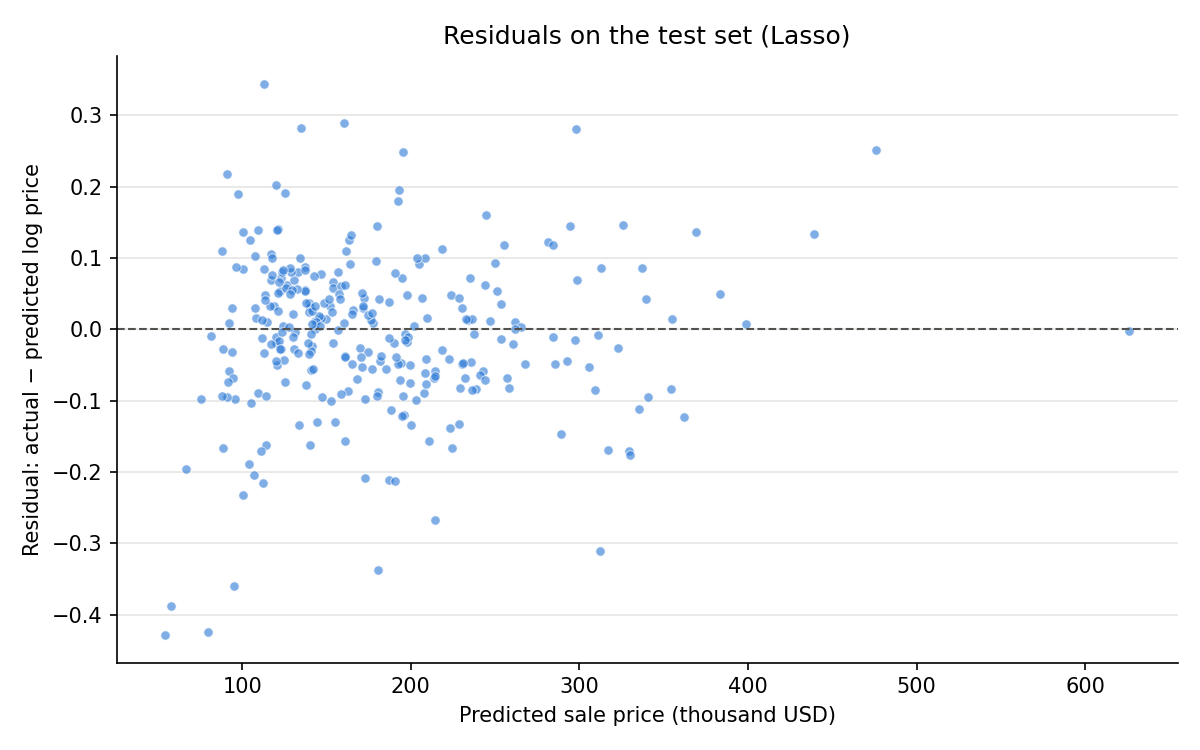 Residuals on the test set (Lasso)
Residual: actual − predicted log price
0.3
0.2
0.1
0.0
−0.1
−0.2
−0.3
−0.4
100 200 300 400 500 600
Predicted sale price (thousand USD)